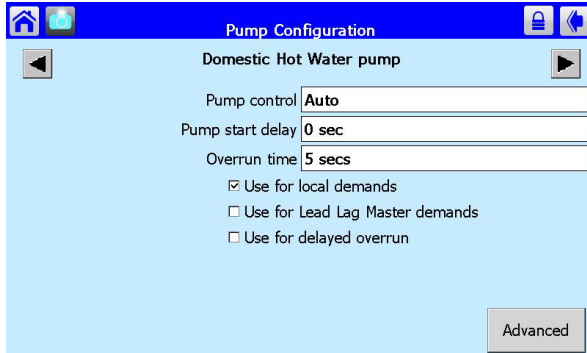 Pump Configuration
Domestic Hot Water pump
Pump control Auto
Pump start delay 0 sec
Overrun time 5 secs
Use for local demands
Use for Lead Lag Master demands
Use for delayed overrun
Advanced